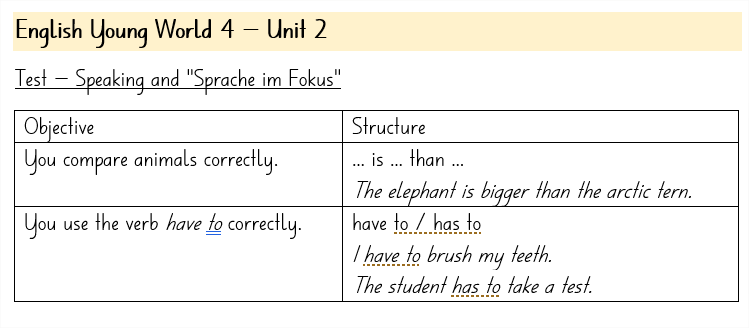 English Young World 4 – Unit 2
Test – Speaking and "Sprache im Fokus"
Objective
Structure
You compare animals correctly.
... is ... than ...
The elephant is bigger than the arctic tern.
You use the verb have to correctly.
have to / has to
I have to brush my teeth.
The student has to take a test.